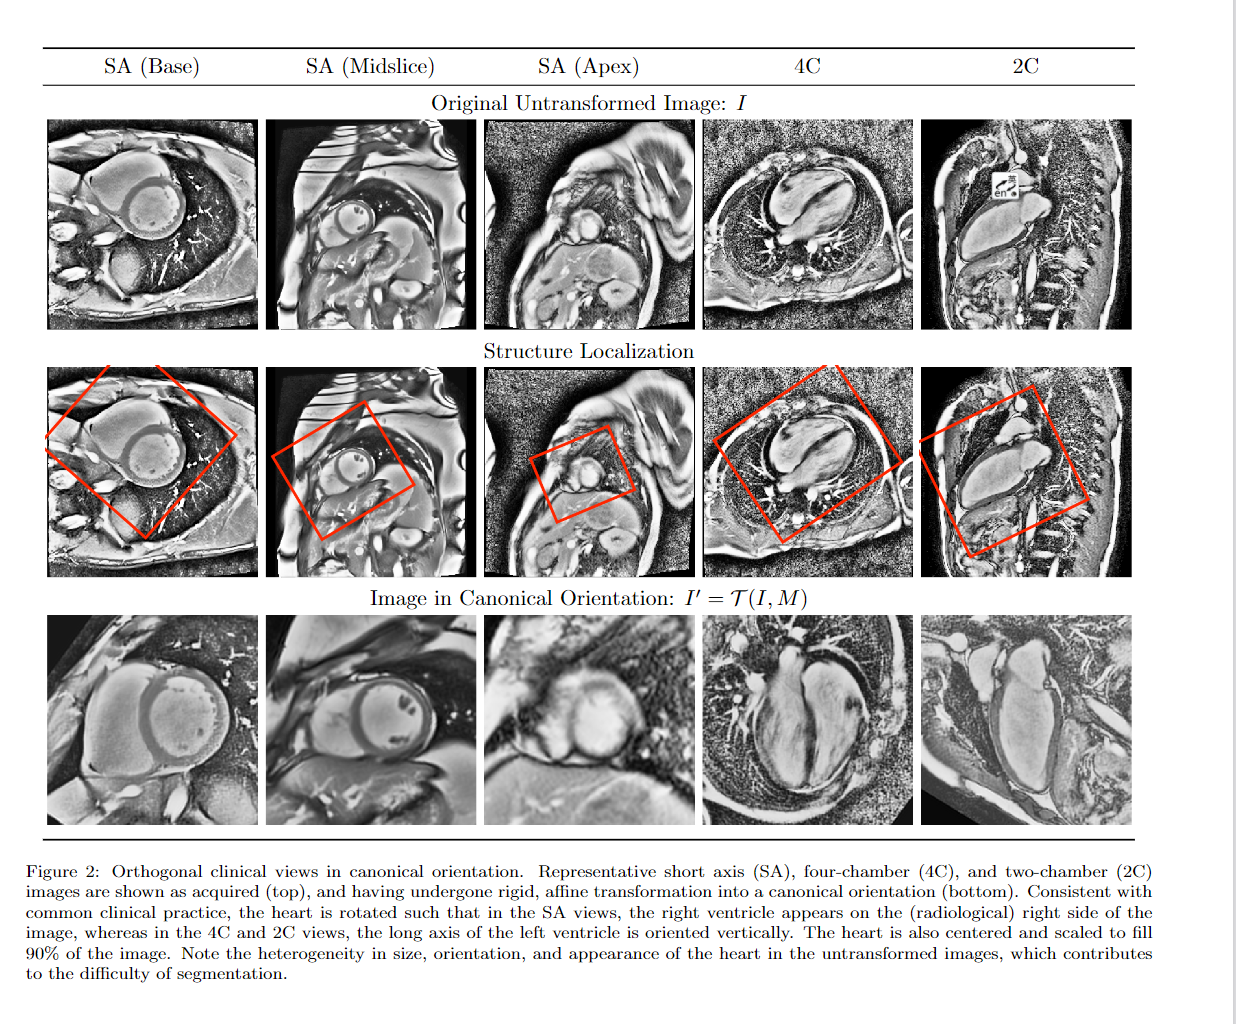 SA (Base) SA (Midslice) SA (Apex) 4C 2C
Original Untransformed Image: I
英
en
Structure Localization
Image in Canonical Orientation: I′ = 𝒯(I, M)
Figure 2: Orthogonal clinical views in canonical orientation. Representative short axis (SA), four-chamber (4C), and two-chamber (2C)
images are shown as acquired (top), and having undergone rigid, affine transformation into a canonical orientation (bottom). Consistent with
common clinical practice, the heart is rotated such that in the SA views, the right ventricle appears on the (radiological) right side of the
image, whereas in the 4C and 2C views, the long axis of the left ventricle is oriented vertically. The heart is also centered and scaled to fill
90% of the image. Note the heterogeneity in size, orientation, and appearance of the heart in the untransformed images, which contributes
to the difficulty of segmentation.